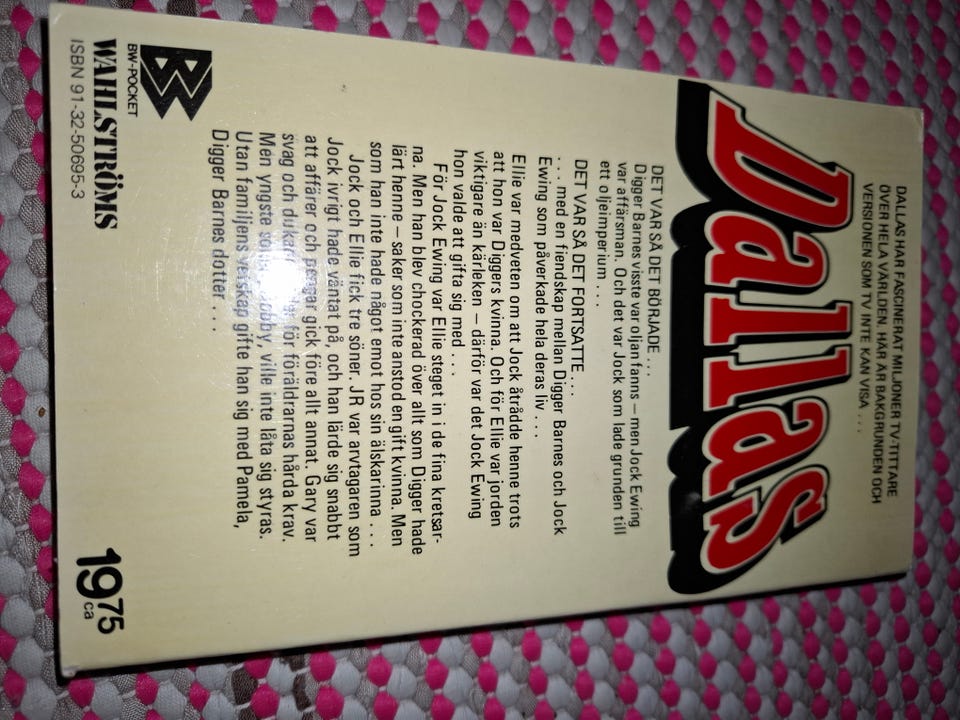 DALLAS HAR FASCINERAT MILJONER TV-TITTARE
ÖVER HELA VÄRLDEN. HÄR ÄR BAKGRUNDEN OCH
VERSIONEN SOM TV INTE KAN VISA . . .
Dallas
DET VAR SÅ DET BÖRJADE . . .
Digger Barnes visste var oljan fanns – men Jock Ewing
var affärsman. Och det var Jock som lade grunden till
ett oljeimperium . . .
DET VAR SÅ DET FORTSATTE . . .
. . . med en fiendskap mellan Digger Barnes och Jock
Ewing som påverkade hela deras liv . . .
Ellie var medveten om att Jock åtrådde henne trots
att hon var Diggers kvinna. Och för Ellie var jorden
viktigare än kärleken – därför var det Jock Ewing
hon valde att gifta sig med . . .
För Jock Ewing var Ellie steget in i de fina kretsar-
na. Men han blev chockerad över allt som Digger hade
lärt henne – saker som inte anstod en gift kvinna. Men
som han inte hade något emot hos sin älskarinna . . .
Jock och Ellie fick tre söner. JR var arvtagaren som
Jock ivrigt hade väntat på, och han lärde sig snabbt
att affärer och pengar gick före allt annat. Gary var
svag och dukade för föräldrarnas hårda krav.
Men yngste Bobby, ville inte låta sig styras.
Utan familjens vetskap gifte han sig med Pamela,
Digger Barnes dotter . . .
BW-POCKET
WAHLSTRÖMS
ISBN 91-32-50695-3
1975
ca